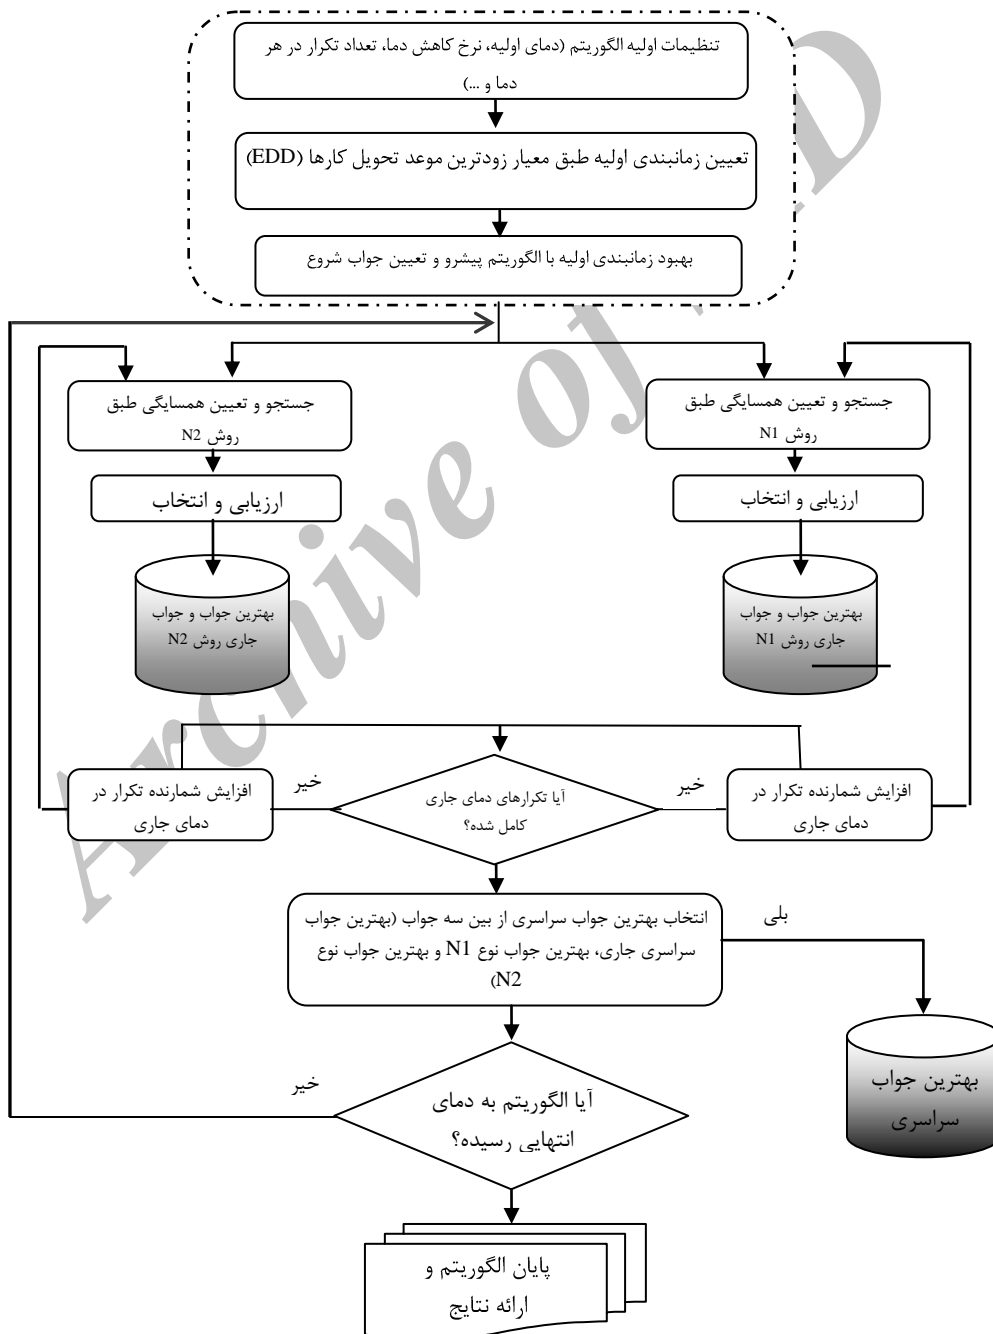 تنظیمات اولیه الگوریتم (دمای اولیه، نرخ کاهش دما، تعداد تکرار در هر
دما و ...)
تعیین زمانبندی اولیه طبق معیار زودترین موعد تحویل کارها (EDD)
بهبود زمانبندی اولیه با الگوریتم پیشرو و تعیین جواب شروع
جستجو و تعیین همسایگی طبق
روش N1
ارزیابی و انتخاب
بهترین جواب و جواب
جاری روش N1
جستجو و تعیین همسایگی طبق
روش N2
ارزیابی و انتخاب
بهترین جواب و جواب
جاری روش N2
افزایش شمارنده تکرار در
دمای جاری
خیر
آیا تکرارهای دمای جاری
کامل شده؟
خیر
افزایش شمارنده تکرار در
دمای جاری
انتخاب بهترین جواب سراسری از بین سه جواب (بهترین جواب
سراسری جاری، بهترین جواب نوع N1 و بهترین جواب نوع
N2)
بلی
بهترین جواب
سراسری
آیا الگوریتم به دمای
انتهایی رسیده؟
خیر
پایان الگوریتم و
ارائه نتایج
Archive of SID